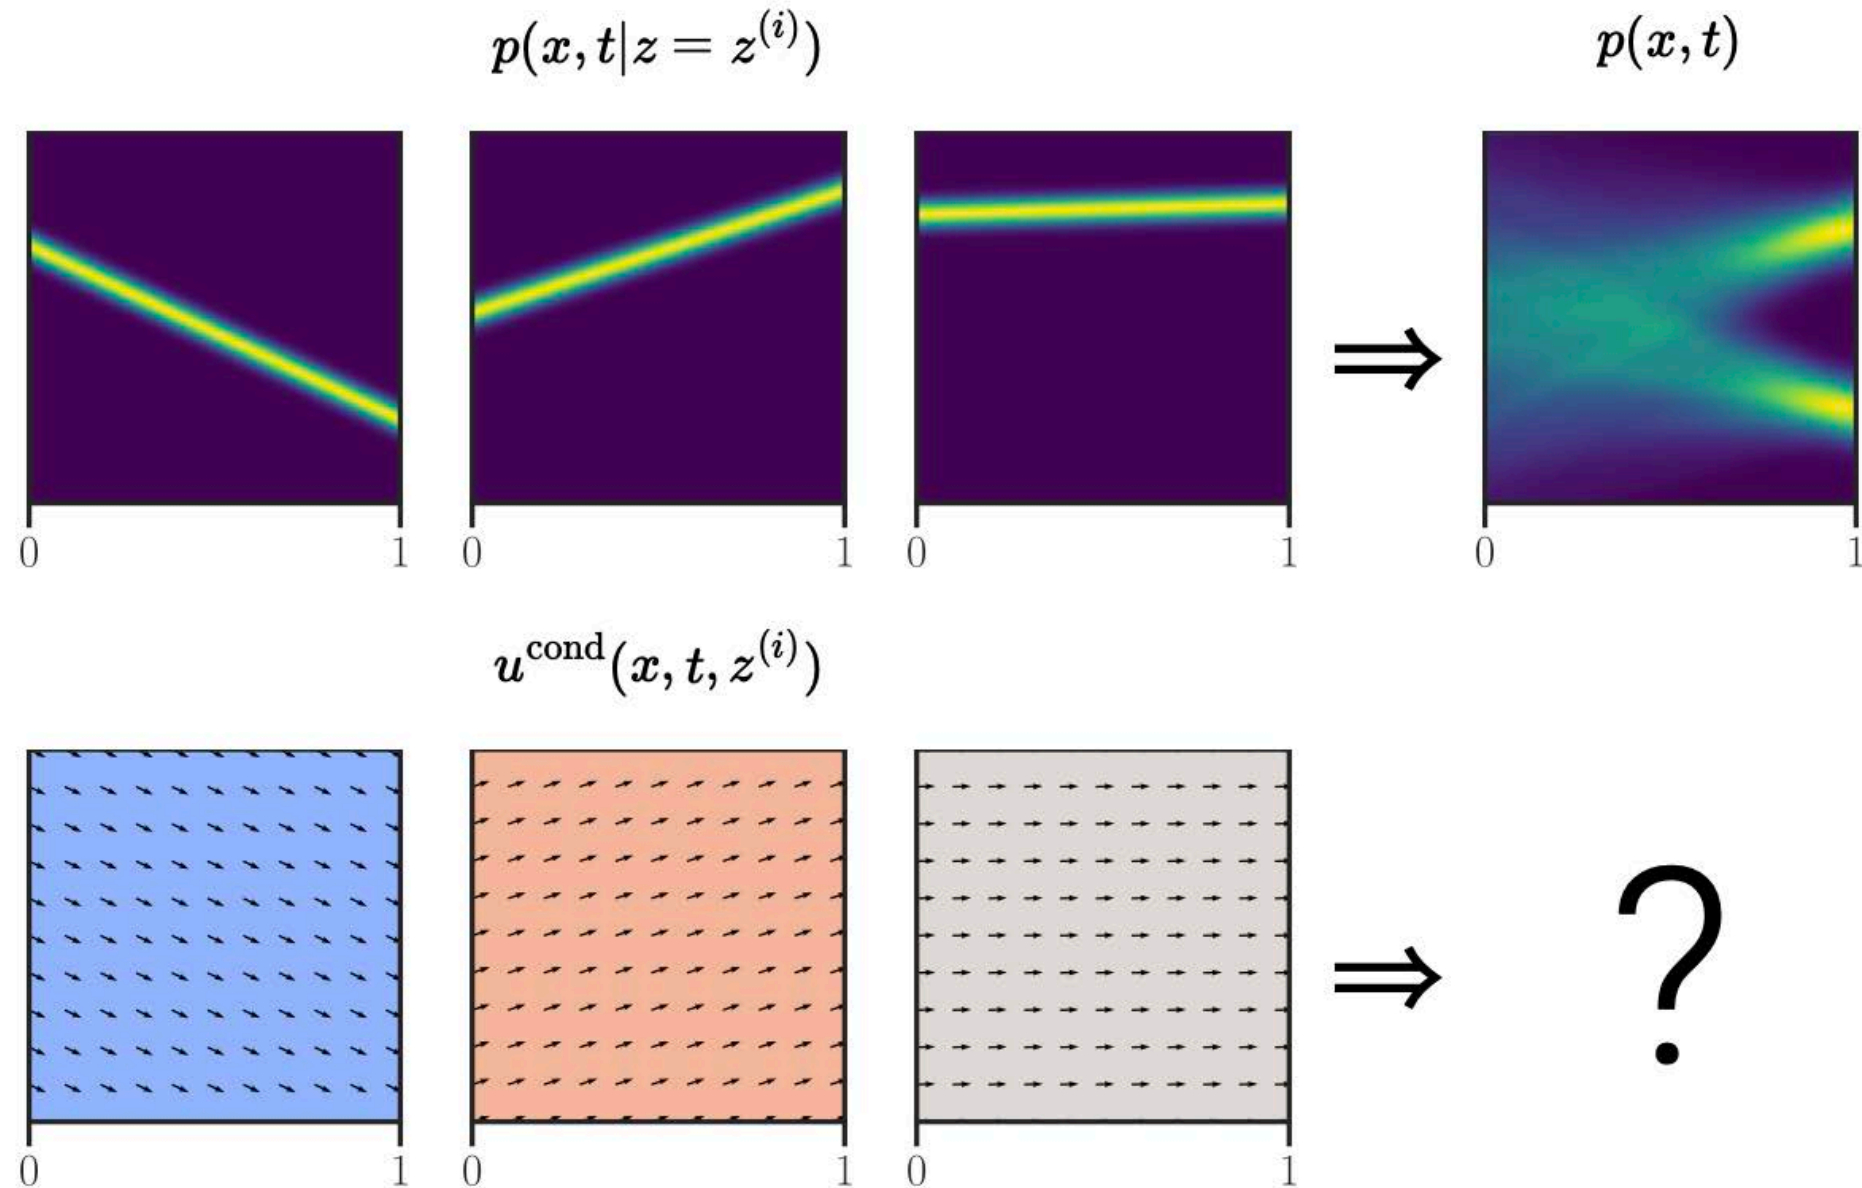 p(x, t|z = z^{(i)})
p(x, t)
⇒
0 1 0 1 0 1 0 1
u^{cond}(x, t, z^{(i)})
⇒ ?
0 1 0 1 0 1